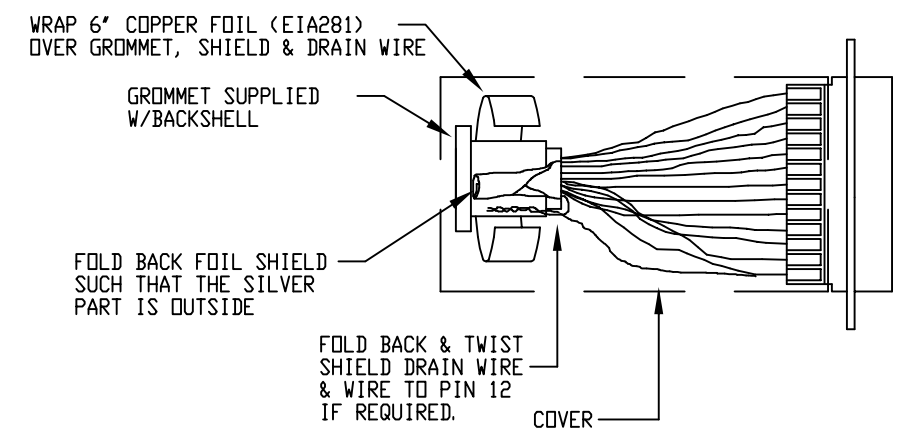 WRAP 6" COPPER FOIL (EIA281)
OVER GROMMET, SHIELD & DRAIN WIRE
GROMMET SUPPLIED
W/BACKSHELL
FOLD BACK FOIL SHIELD
SUCH THAT THE SILVER
PART IS OUTSIDE
FOLD BACK & TWIST
SHIELD DRAIN WIRE
& WIRE TO PIN 12
IF REQUIRED.
COVER